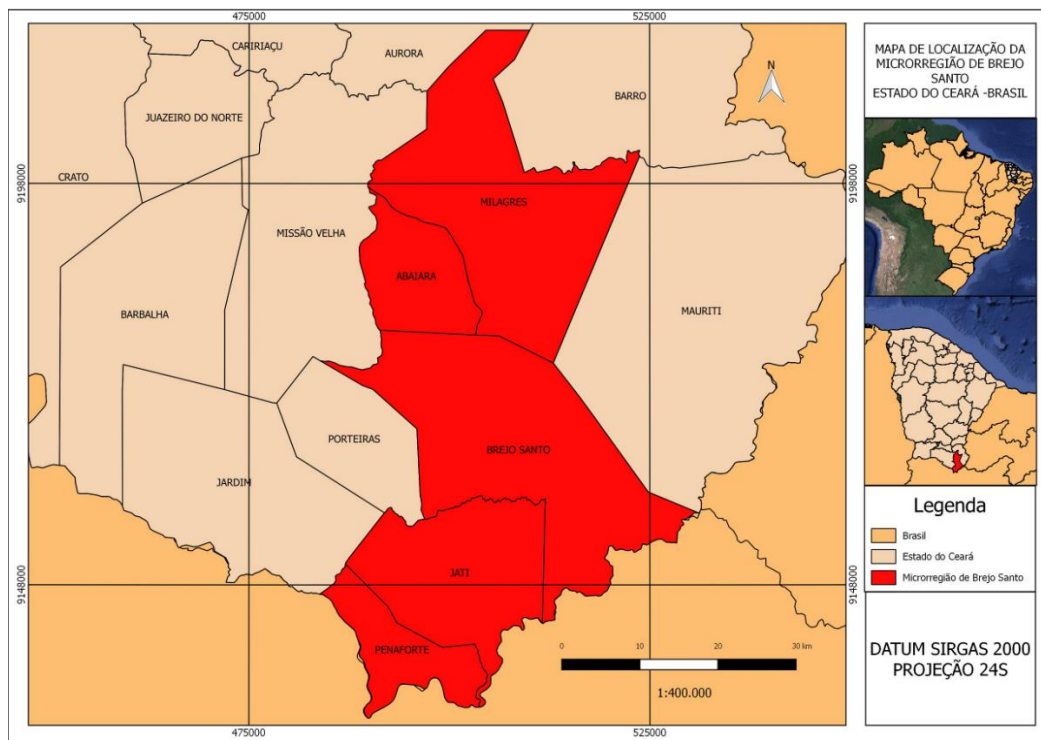 475000
525000
CARIRIAÇU
AURORA
N
BARRO
JUAZEIRO DO NORTE
CRATO
9198000
9198000
MILAGRES
MISSÃO VELHA
ABAIARA
BARBALHA
MAURITI
PORTEIRAS
BREJO SANTO
JARDIM
JATI
9148000
9148000
PENAFORTE
0 10 20 30 km
1:400.000
475000
525000
MAPA DE LOCALIZAÇÃO DA
MICRORREGIÃO DE BREJO
SANTO
ESTADO DO CEARÁ -BRASIL
Legenda
Brasil
Estado do Ceará
Microrregião de Brejo Santo
DATUM SIRGAS 2000
PROJEÇÃO 24S